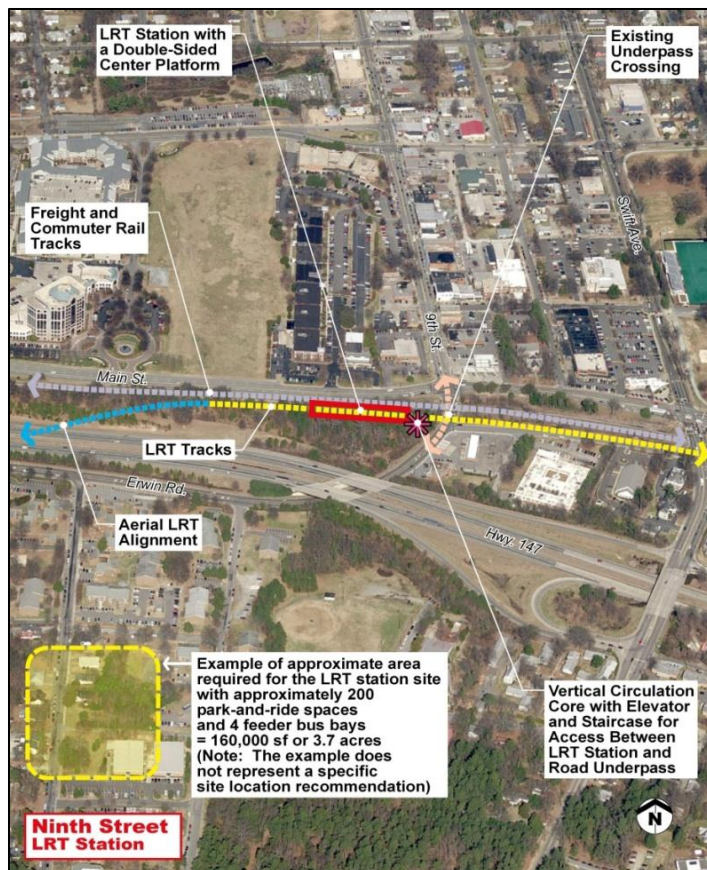 LRT Station with
a Double-Sided
Center Platform
Existing
Underpass
Crossing
Swift Ave.
Freight and
Commuter Rail
Tracks
9th St.
Main St.
LRT Tracks
Erwin Rd.
Aerial LRT
Alignment
Hwy. 147
Example of approximate area
required for the LRT station site
with approximately 200
park-and-ride spaces
and 4 feeder bus bays
= 160,000 sf or 3.7 acres
(Note: The example does
not represent a specific
site location recommendation)
Vertical Circulation
Core with Elevator
and Staircase for
Access Between
LRT Station and
Road Underpass
Ninth Street
LRT Station
N